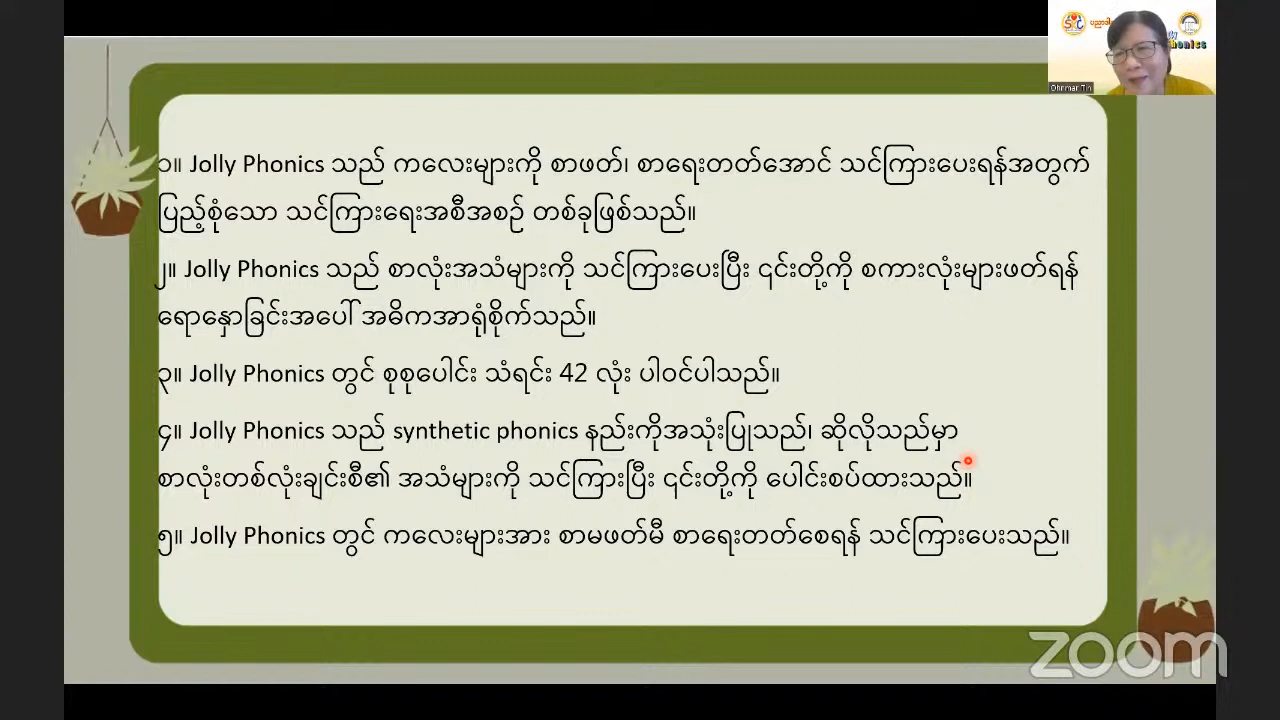 Ohnmar Tin
၁။ Jolly Phonics သည် ကလေးများကို စာဖတ်၊ စာရေးတတ်အောင် သင်ကြားပေးရန်အတွက်
ပြည့်စုံသော သင်ကြားရေးအစီအစဉ် တစ်ခုဖြစ်သည်။
၂။ Jolly Phonics သည် စာလုံးအသံများကို သင်ကြားပေးပြီး ၎င်းတို့ကို စကားလုံးများဖတ်ရန်
ရောနှောခြင်းအပေါ် အဓိကအာရုံစိုက်သည်။
၃။ Jolly Phonics တွင် စုစုပေါင်း သံရင်း 42 လုံး ပါဝင်ပါသည်။
၄။ Jolly Phonics သည် synthetic phonics နည်းကိုအသုံးပြုသည်၊ ဆိုလိုသည်မှာ
စာလုံးတစ်လုံးချင်းစီ၏ အသံများကို သင်ကြားပြီး ၎င်းတို့ကို ပေါင်းစပ်ထားသည်။
၅။ Jolly Phonics တွင် ကလေးများအား စာမဖတ်မီ စာရေးတတ်စေရန် သင်ကြားပေးသည်။
zoom